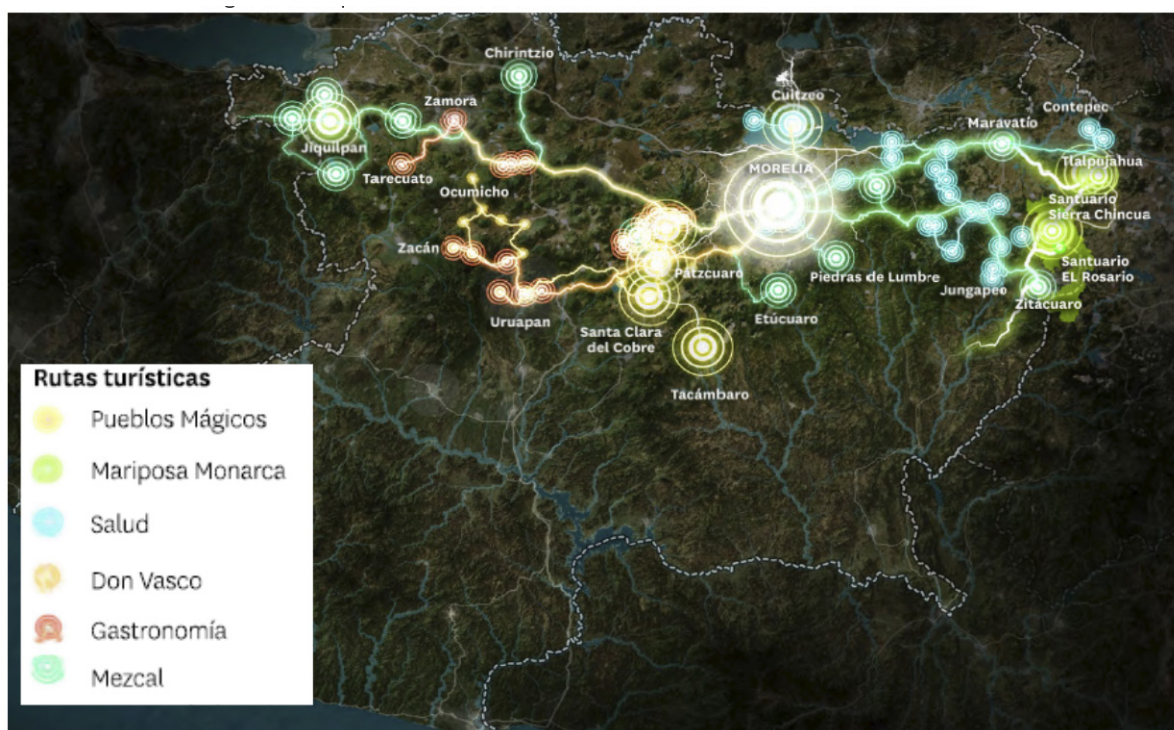 Chirintzio
Zamora
Cuitzeo
Contepec
Maravatío
Jiquilpan
Tlalpujahua
Tarecuato
MORELIA
Ocumicho
Santuario
Sierra Chincua
Zacán
Pátzcuaro
Piedras de Lumbre
Santuario
EL Rosario
Jungapeo
Zitácuaro
Uruapan
Etúcuaro
Santa Clara
del Cobre
Tacámbaro
Rutas turísticas
Pueblos Mágicos
Mariposa Monarca
Salud
Don Vasco
Gastronomía
Mezcal